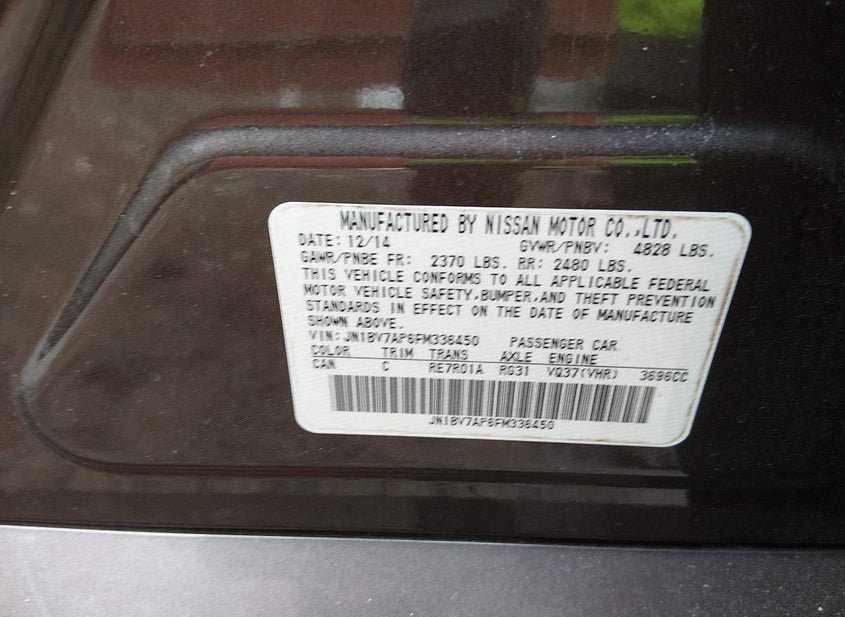 MANUFACTURED BY NISSAN MOTOR CO.,LTD.
DATE: 12/14 GVWR/PNBV: 4828 LBS.
GAWR/PNBE FR: 2370 LBS. RR: 2480 LBS.
THIS VEHICLE CONFORMS TO ALL APPLICABLE FEDERAL
MOTOR VEHICLE SAFETY,BUMPER,AND THEFT PREVENTION
STANDARDS IN EFFECT ON THE DATE OF MANUFACTURE
SHOWN ABOVE.
VIN: JN1BV7AP6FM336450 PASSENGER CAR
COLOR TRIM TRANS AXLE ENGINE
CAN C RE7R01A RG31 VQ37(VHR) 3696CC
JN1BV7AP6FM336450